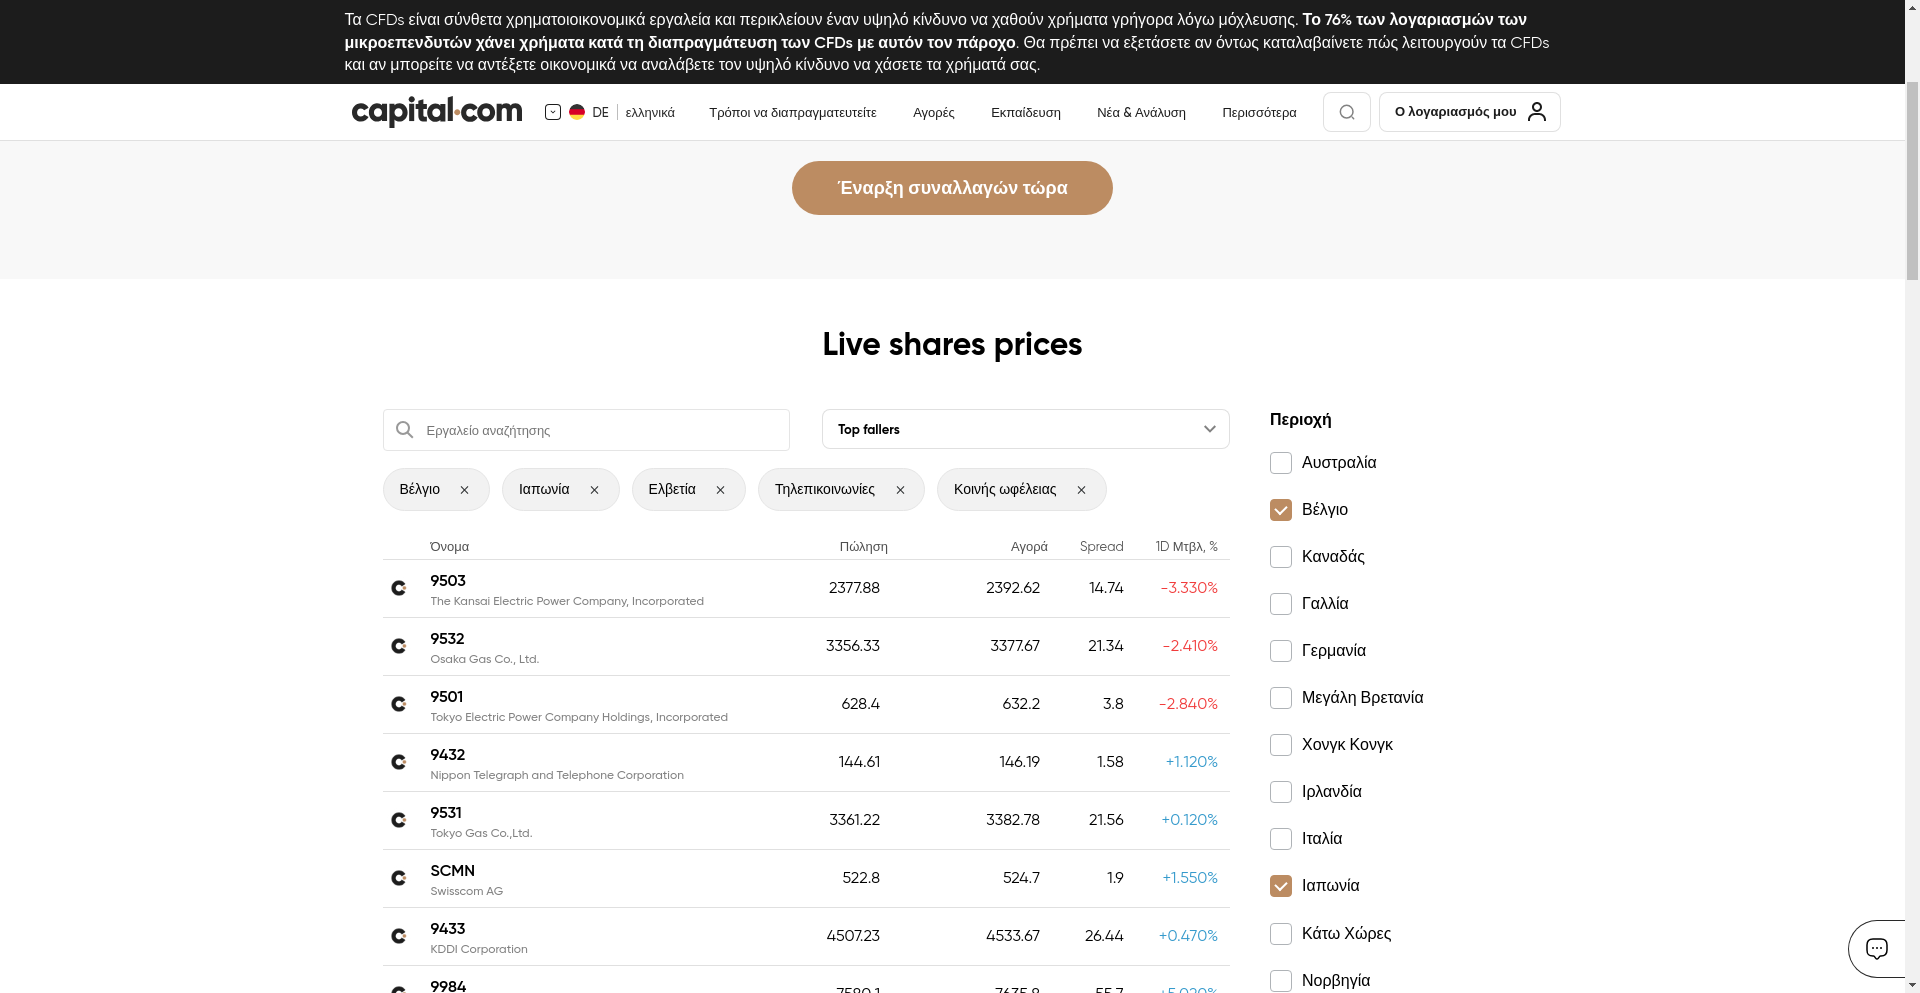 Τα CFDs είναι σύνθετα χρηματοιοικονομικά εργαλεία και περικλείουν έναν υψηλό κίνδυνο να χαθούν χρήματα γρήγορα λόγω μόχλευσης. Το 76% των λογαριασμών των
μικροεπενδυτών χάνει χρήματα κατά τη διαπραγμάτευση των CFDs με αυτόν τον πάροχο. Θα πρέπει να εξετάσετε αν όντως καταλαβαίνετε πώς λειτουργούν τα CFDs
και αν μπορείτε να αντέξετε οικονομικά να αναλάβετε τον υψηλό κίνδυνο να χάσετε τα χρήματά σας.
capital.com DE ελληνικά Τρόποι να διαπραγματευτείτε Αγορές Εκπαίδευση Νέα & Ανάλυση Περισσότερα Ο λογαριασμός μου
Έναρξη συναλλαγών τώρα
Live shares prices
Εργαλείο αναζήτησης Top fallers
Βέλγιο Ιαπωνία Ελβετία Τηλεπικοινωνίες Κοινής ωφέλειας
Όνομα Πώληση Αγορά Spread 1D Μτβλ, %
9503 2377.88 2392.62 14.74 -3.330%
The Kansai Electric Power Company, Incorporated
9532 3356.33 3377.67 21.34 -2.410%
Osaka Gas Co., Ltd.
9501 628.4 632.2 3.8 -2.840%
Tokyo Electric Power Company Holdings, Incorporated
9432 144.61 146.19 1.58 +1.120%
Nippon Telegraph and Telephone Corporation
9531 3361.22 3382.78 21.56 +0.120%
Tokyo Gas Co.,Ltd.
SCMN 522.8 524.7 1.9 +1.550%
Swisscom AG
9433 4507.23 4533.67 26.44 +0.470%
KDDI Corporation
9984 7580.1 7635.8 55.7 +5.020%
Περιοχή
Αυστραλία
Βέλγιο
Καναδάς
Γαλλία
Γερμανία
Μεγάλη Βρετανία
Χονγκ Κονγκ
Ιρλανδία
Ιταλία
Ιαπωνία
Κάτω Χώρες
Νορβηγία